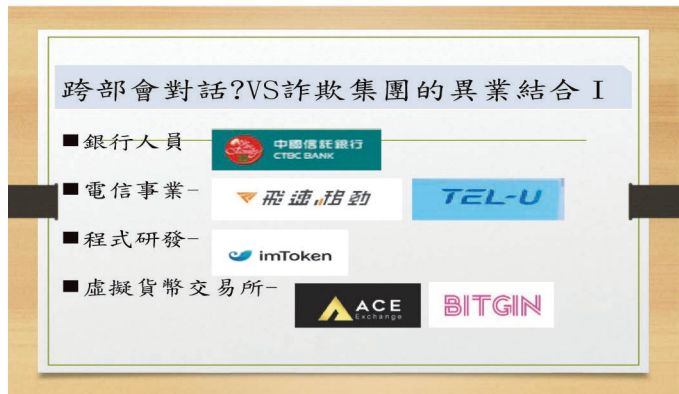 跨部會對話?VS詐欺集團的異業結合 I
■銀行人員
中國信託銀行
CTBC BANK
■電信事業-
飛速移動
TEL-U
■程式研發-
imToken
■虛擬貨幣交易所-
ACE
Exchange
BITGIN